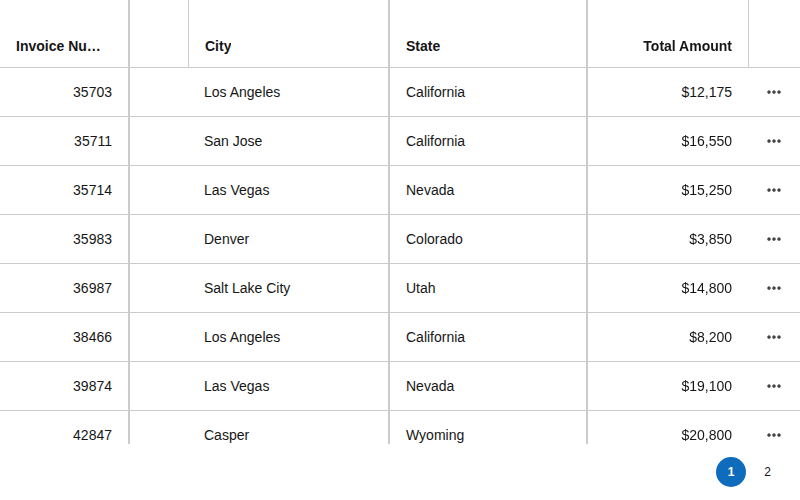 Invoice Nu… City State Total Amount
35703 Los Angeles California $12,175
35711 San Jose California $16,550
35714 Las Vegas Nevada $15,250
35983 Denver Colorado $3,850
36987 Salt Lake City Utah $14,800
38466 Los Angeles California $8,200
39874 Las Vegas Nevada $19,100
42847 Casper Wyoming $20,800
1 2